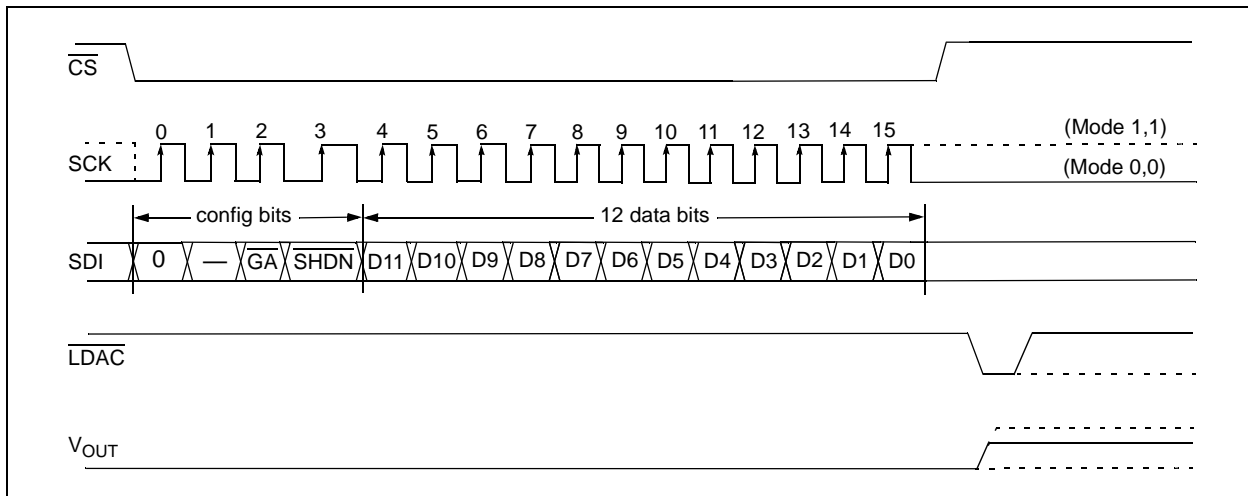 CS
0 1 2 3 4 5 6 7 8 9 10 11 12 13 14 15
(Mode 1,1)
SCK
(Mode 0,0)
config bits
12 data bits
SDI 0 — GA SHDN D11 D10 D9 D8 D7 D6 D5 D4 D3 D2 D1 D0
LDAC
VOUT